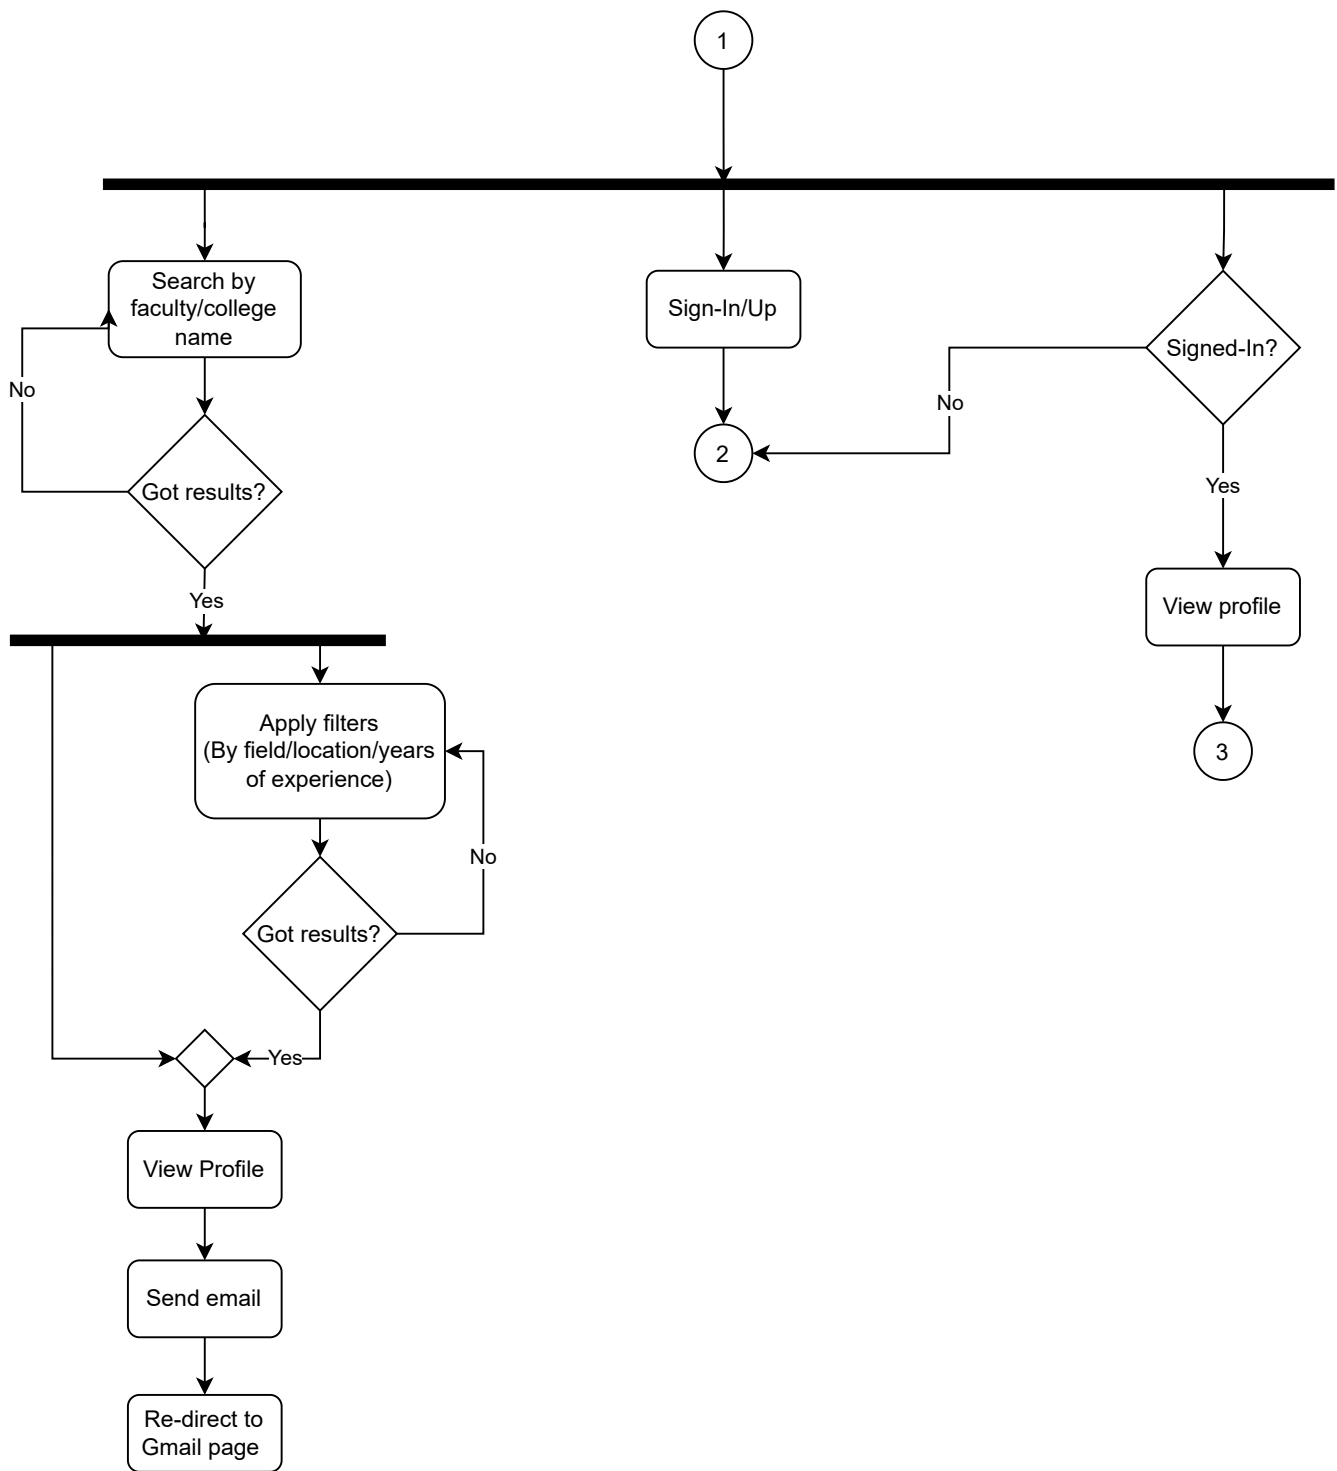 1
Search by
faculty/college
name
Sign-In/Up
Signed-In?
No
No
2
Got results?
Yes
Yes
View profile
Apply filters
(By field/location/years
of experience)
3
No
Got results?
Yes
View Profile
Send email
Re-direct to
Gmail page